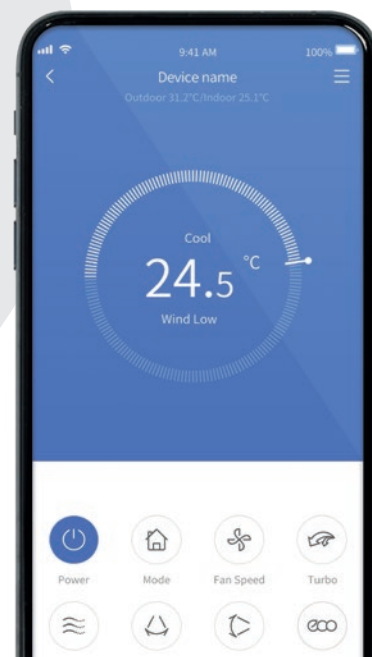 9:41 AM 100%
Device name
Outdoor 31.2°C/Indoor 25.1°C
Cool
24.5 °C
Wind Low
Power Mode Fan Speed Turbo
eco